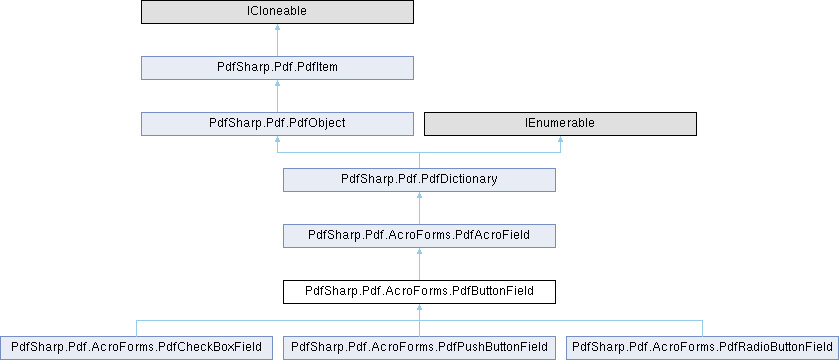 ICloneable
PdfSharp.Pdf.PdfItem
PdfSharp.Pdf.PdfObject
IEnumerable
PdfSharp.Pdf.PdfDictionary
PdfSharp.Pdf.AcroForms.PdfAcroField
PdfSharp.Pdf.AcroForms.PdfButtonField
PdfSharp.Pdf.AcroForms.PdfCheckBoxField
PdfSharp.Pdf.AcroForms.PdfPushButtonField
PdfSharp.Pdf.AcroForms.PdfRadioButtonField